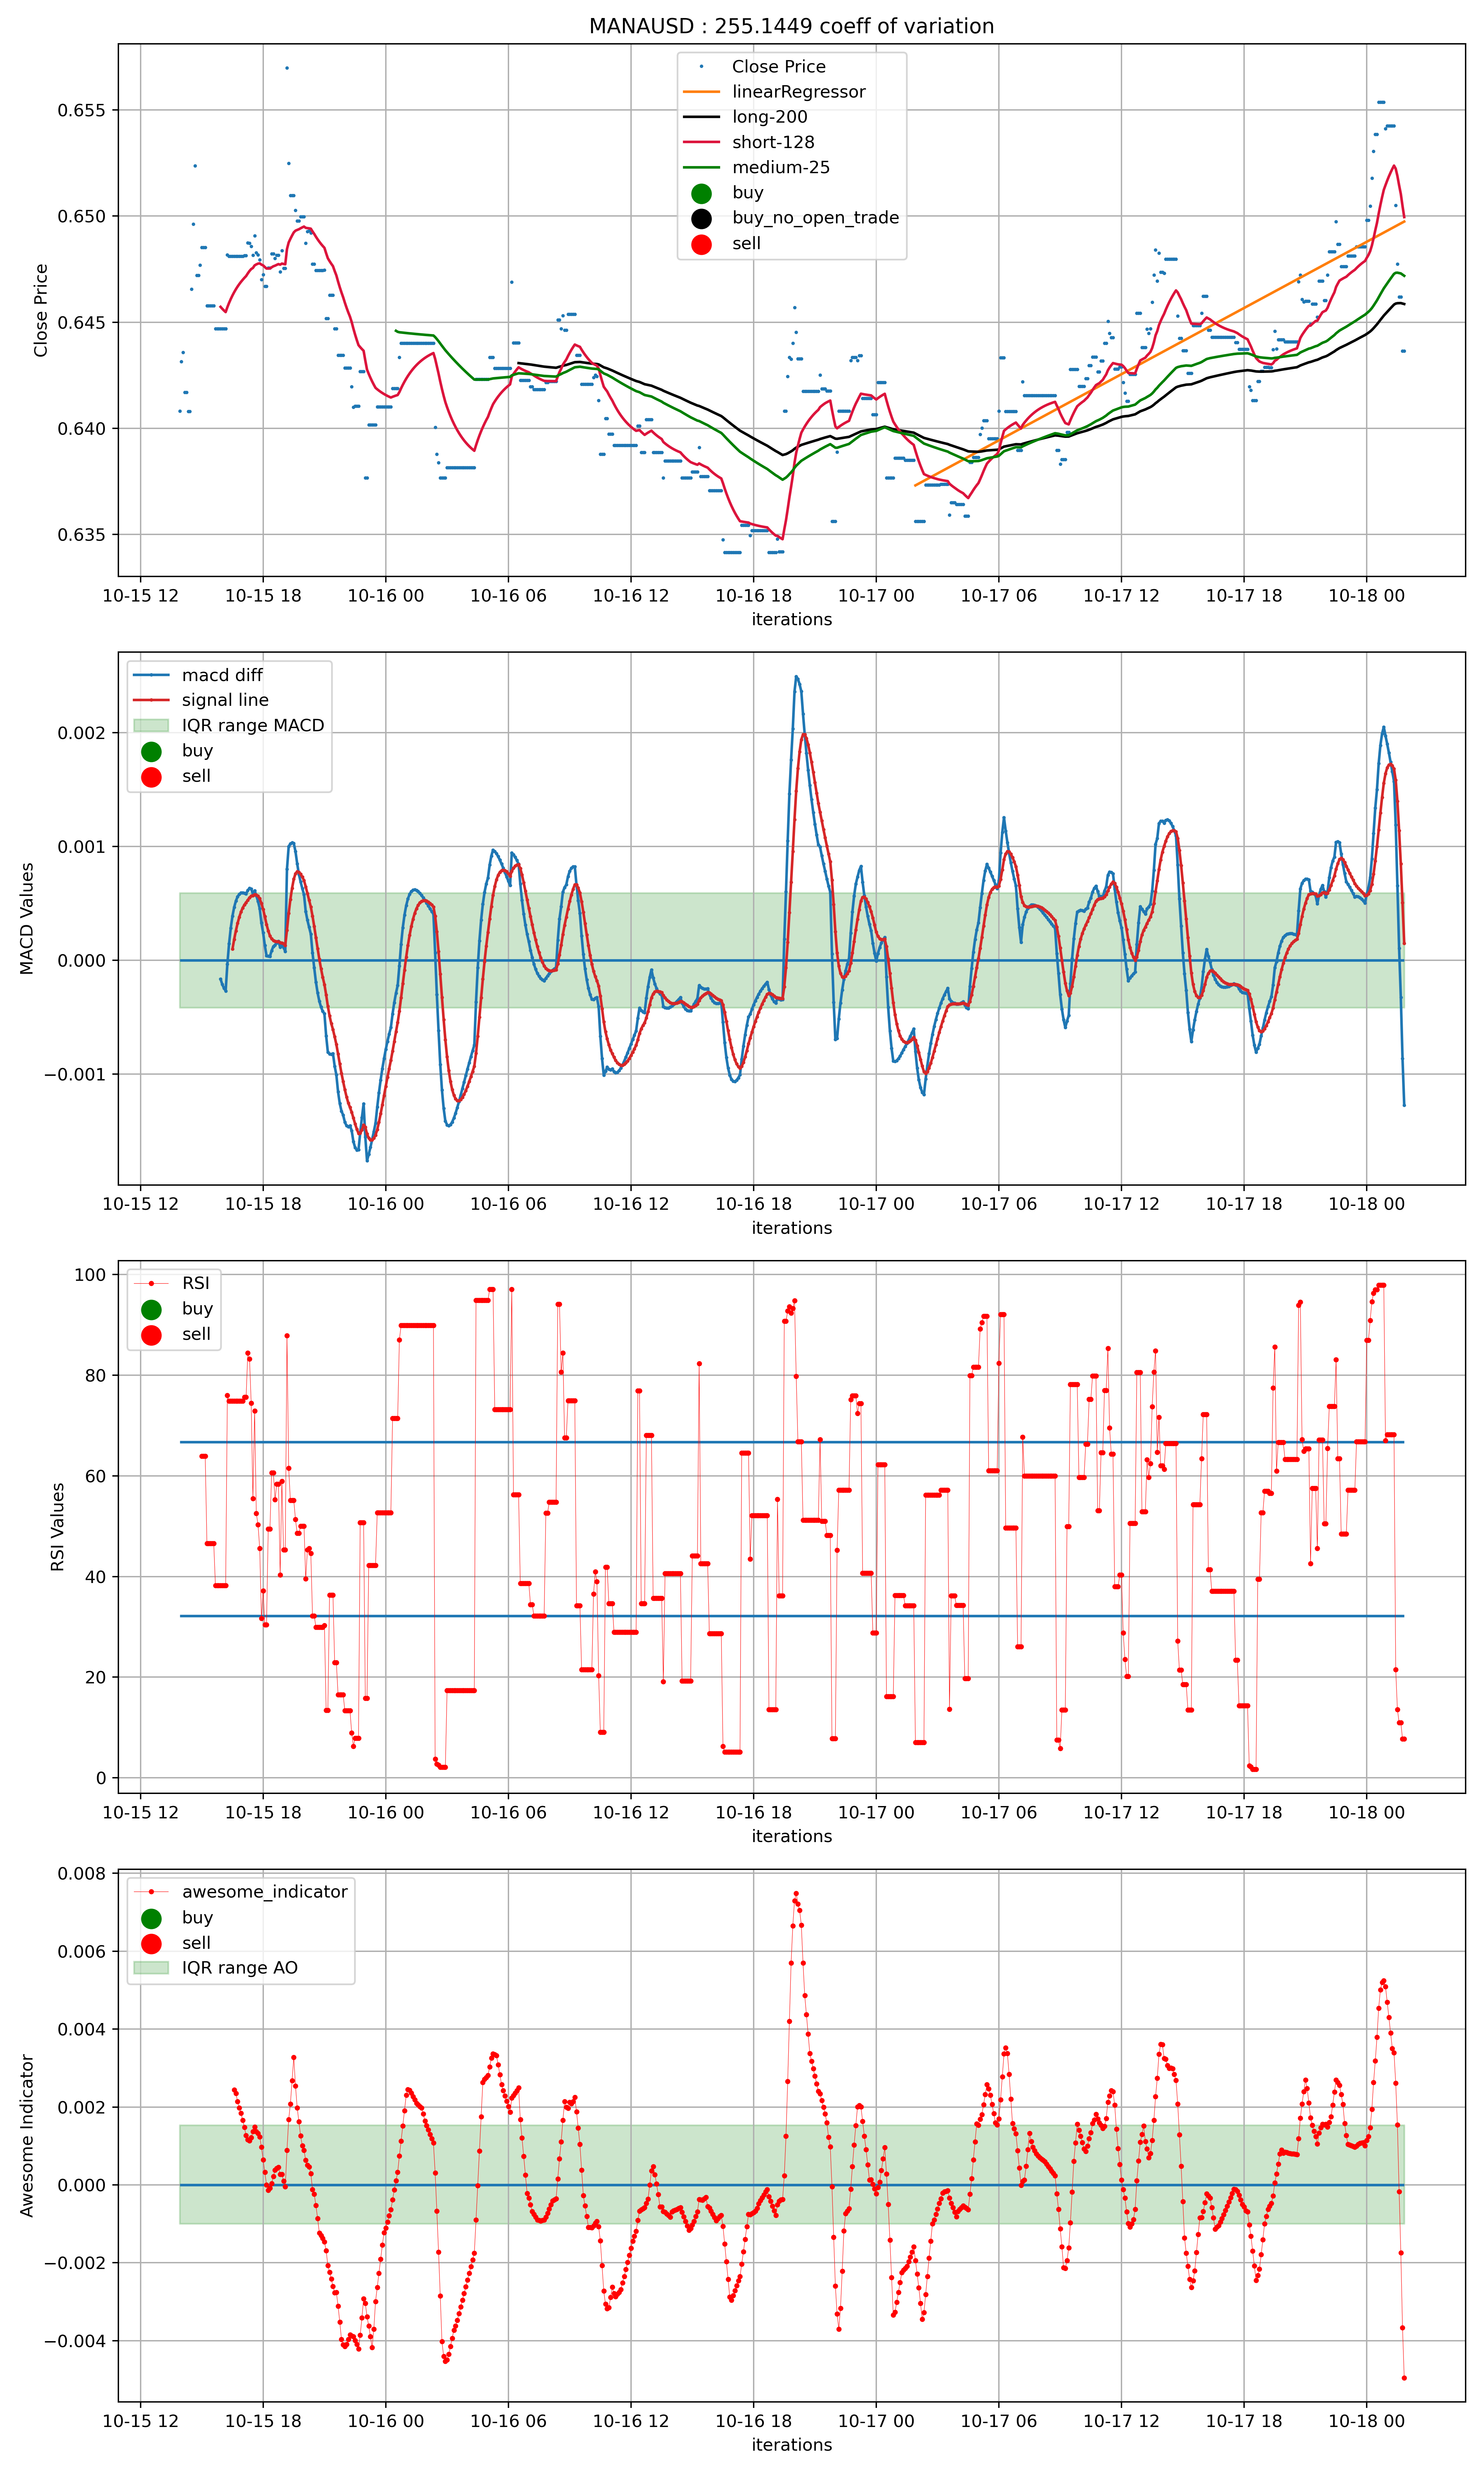 MANAUSD : 255.1449 coeff of variation
Close Price
linearRegressor
long-200
short-128
medium-25
buy
buy_no_open_trade
sell
0.655
0.650
0.645
0.640
0.635
Close Price
10-15 12 10-15 18 10-16 00 10-16 06 10-16 12 10-16 18 10-17 00 10-17 06 10-17 12 10-17 18 10-18 00
iterations
macd diff
signal line
IQR range MACD
buy
sell
0.002
0.001
0.000
−0.001
MACD Values
10-15 12 10-15 18 10-16 00 10-16 06 10-16 12 10-16 18 10-17 00 10-17 06 10-17 12 10-17 18 10-18 00
iterations
RSI
buy
sell
100
80
60
40
20
0
RSI Values
10-15 12 10-15 18 10-16 00 10-16 06 10-16 12 10-16 18 10-17 00 10-17 06 10-17 12 10-17 18 10-18 00
iterations
awesome_indicator
buy
sell
IQR range AO
0.008
0.006
0.004
0.002
0.000
−0.002
−0.004
Awesome Indicator
10-15 12 10-15 18 10-16 00 10-16 06 10-16 12 10-16 18 10-17 00 10-17 06 10-17 12 10-17 18 10-18 00
iterations